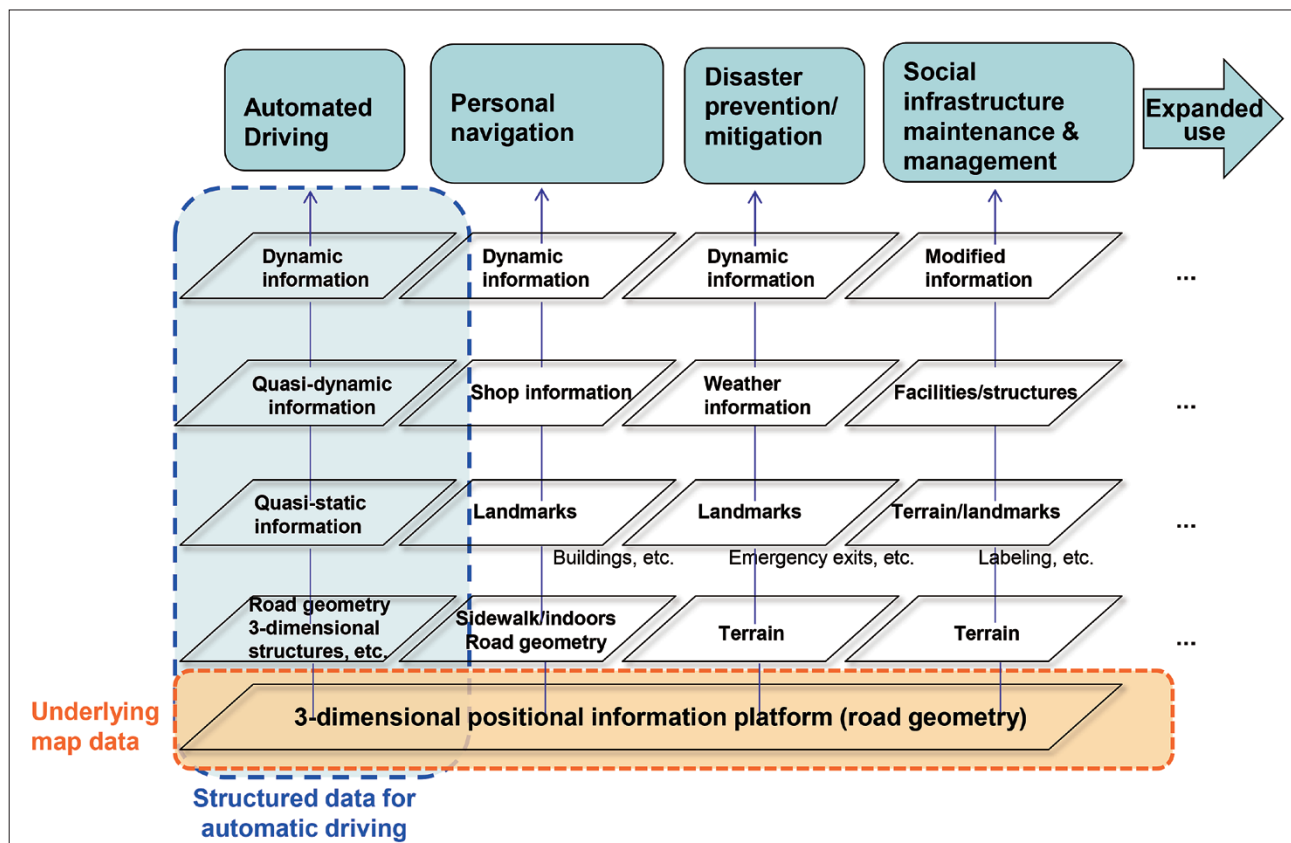 Automated
Driving
Personal
navigation
Disaster
prevention/
mitigation
Social
infrastructure
maintenance &
management
Expanded
use
Dynamic
information
Dynamic
information
Dynamic
information
Modified
information
...
Quasi-dynamic
information
Shop information
Weather
information
Facilities/structures
...
Quasi-static
information
Landmarks
Buildings, etc.
Landmarks
Emergency exits, etc.
Terrain/landmarks
Labeling, etc.
...
Road geometry
3-dimensional
structures, etc.
Sidewalk/indoors
Road geometry
Terrain
Terrain
...
Underlying
map data
3-dimensional positional information platform (road geometry)
Structured data for
automatic driving